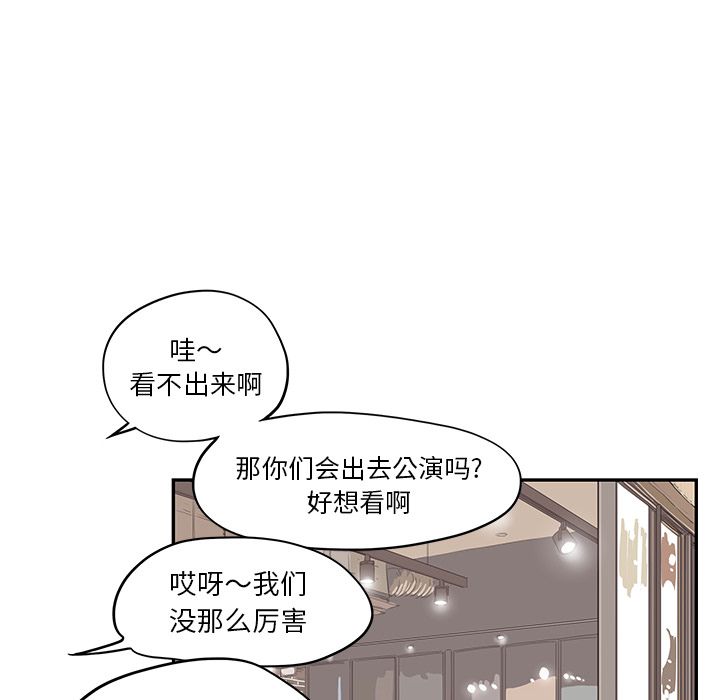 哇～
看不出来啊
那你们会出去公演吗?
好想看啊
哎呀～我们
没那么厉害